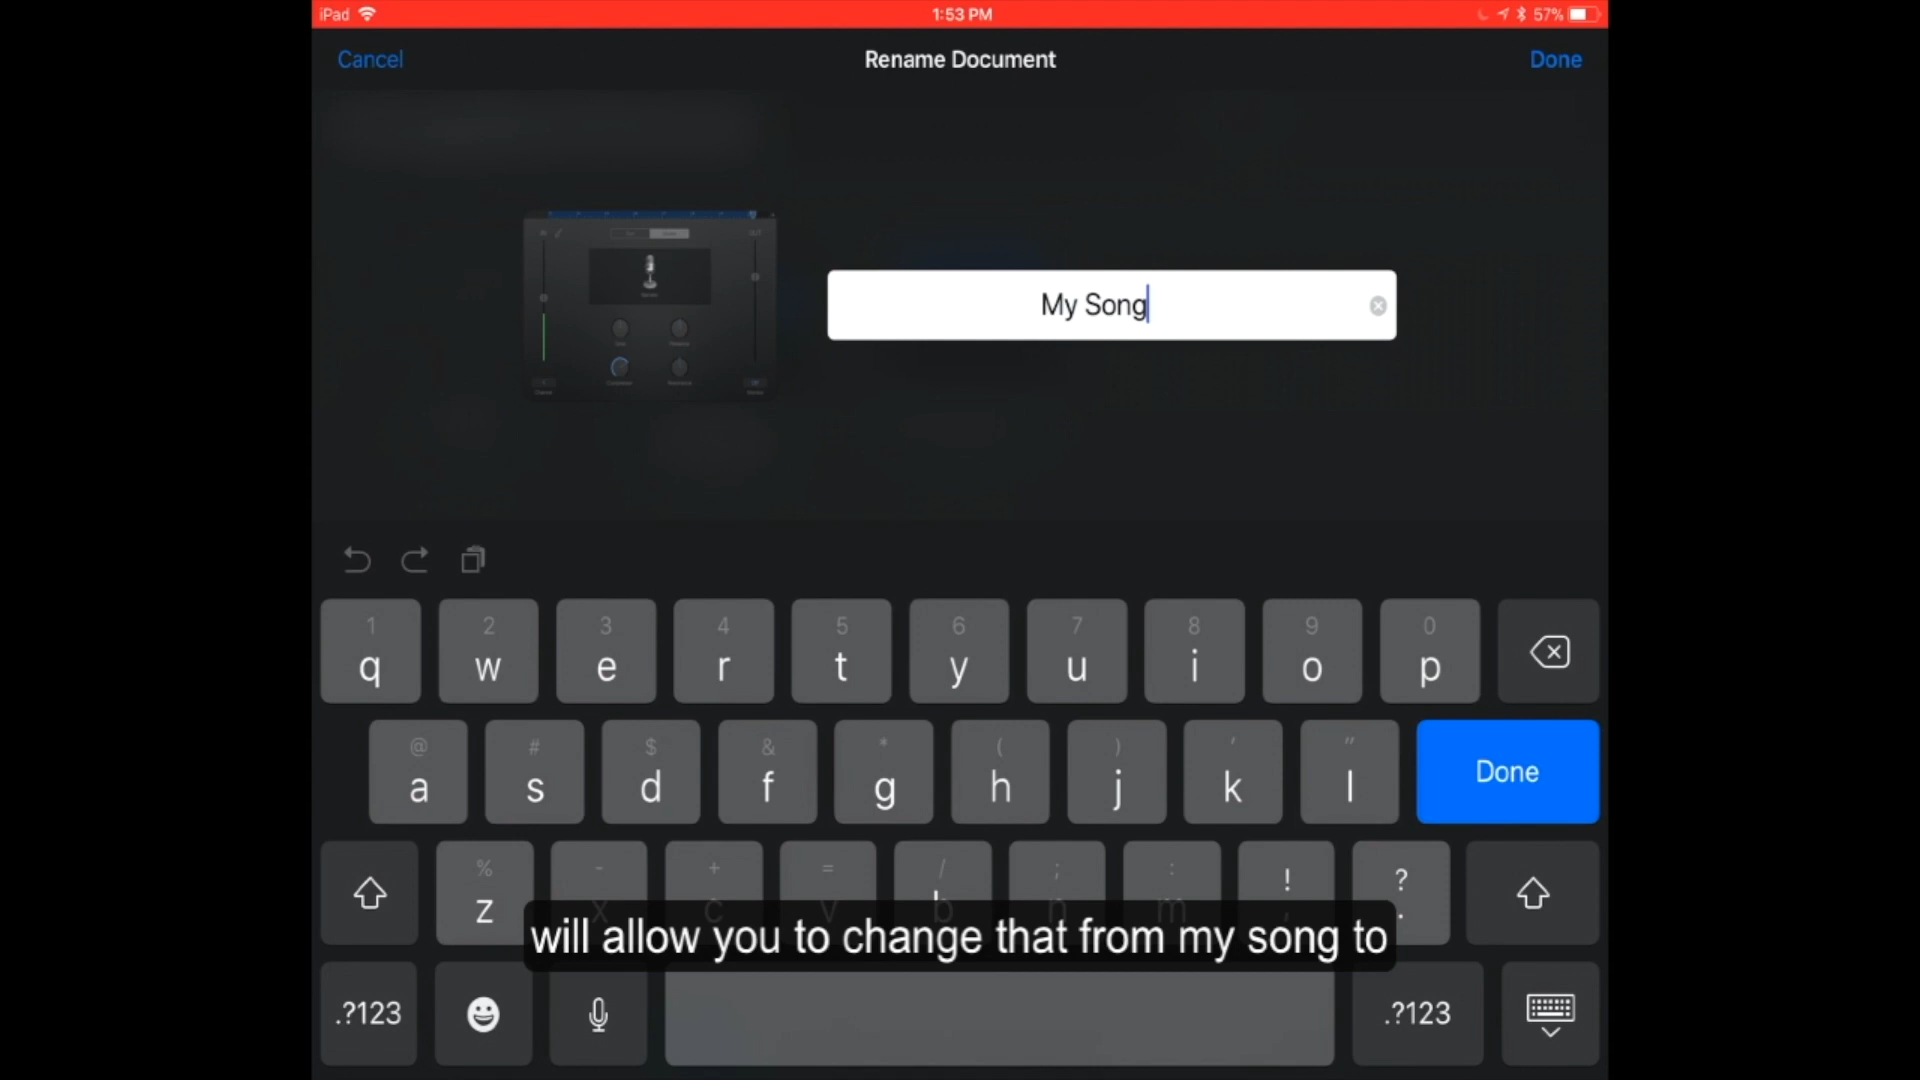 iPad 1:53 PM 57%
Cancel Rename Document Done
My Song
1 2 3 4 5 6 7 8 9 0
q w e r t y u i o p
@ # $ & * ( ) ' "
a s d f g h j k l Done
% - + = / ; : ! ?
z x c v b n m , .
will allow you to change that from my song to
.?123 .?123